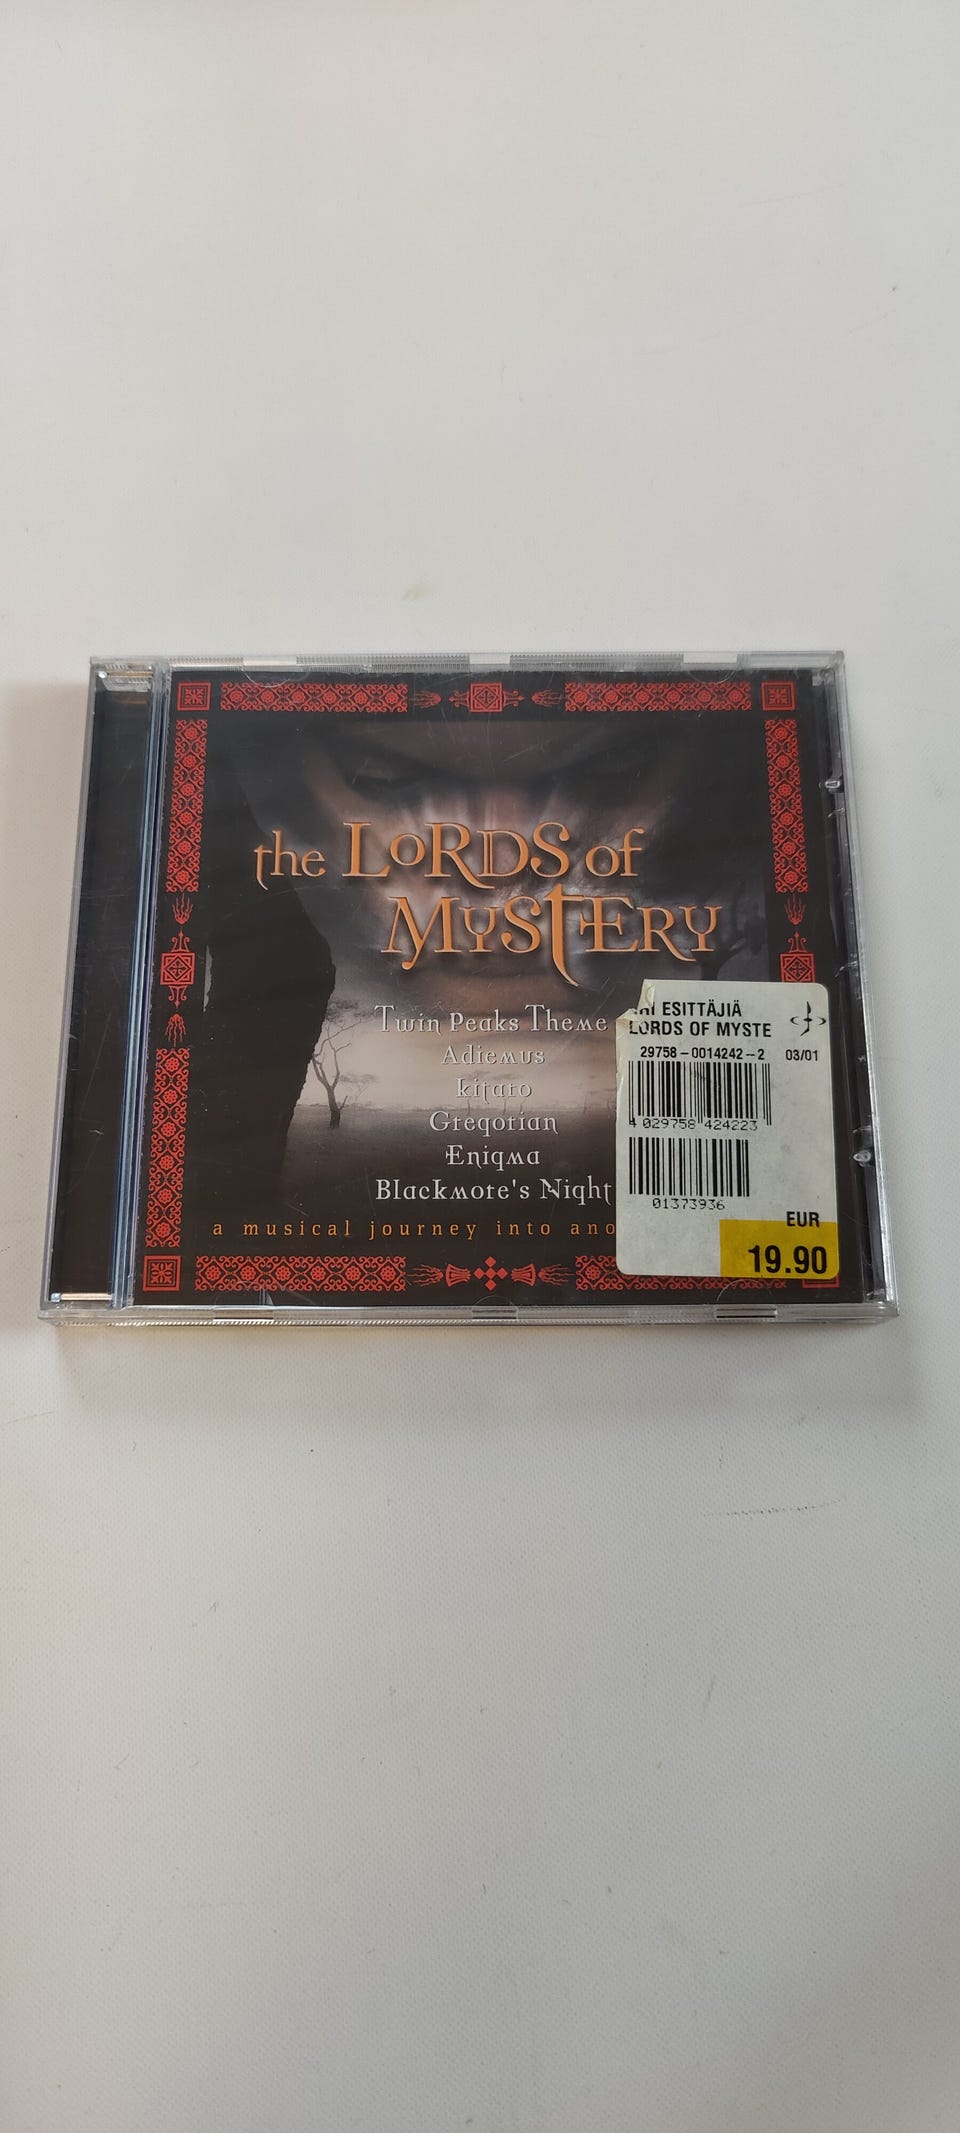 the LORDS of
MYSTERY
Twin Peaks Theme
Adiemus
kitaro
Gregorian
Enigma
Blackmore's Night
a musical journey into
ESITTÄJIÄ
LORDS OF MYSTE
29758-0014242-2 03/01
4 029758 424223
01373936
EUR
19.90